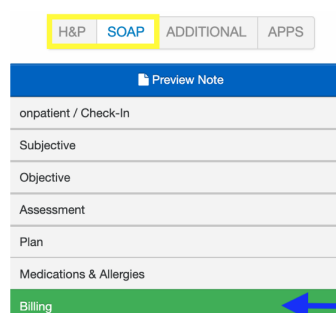 H&P SOAP ADDITIONAL APPS
Preview Note
onpatient / Check-In
Subjective
Objective
Assessment
Plan
Medications & Allergies
Billing